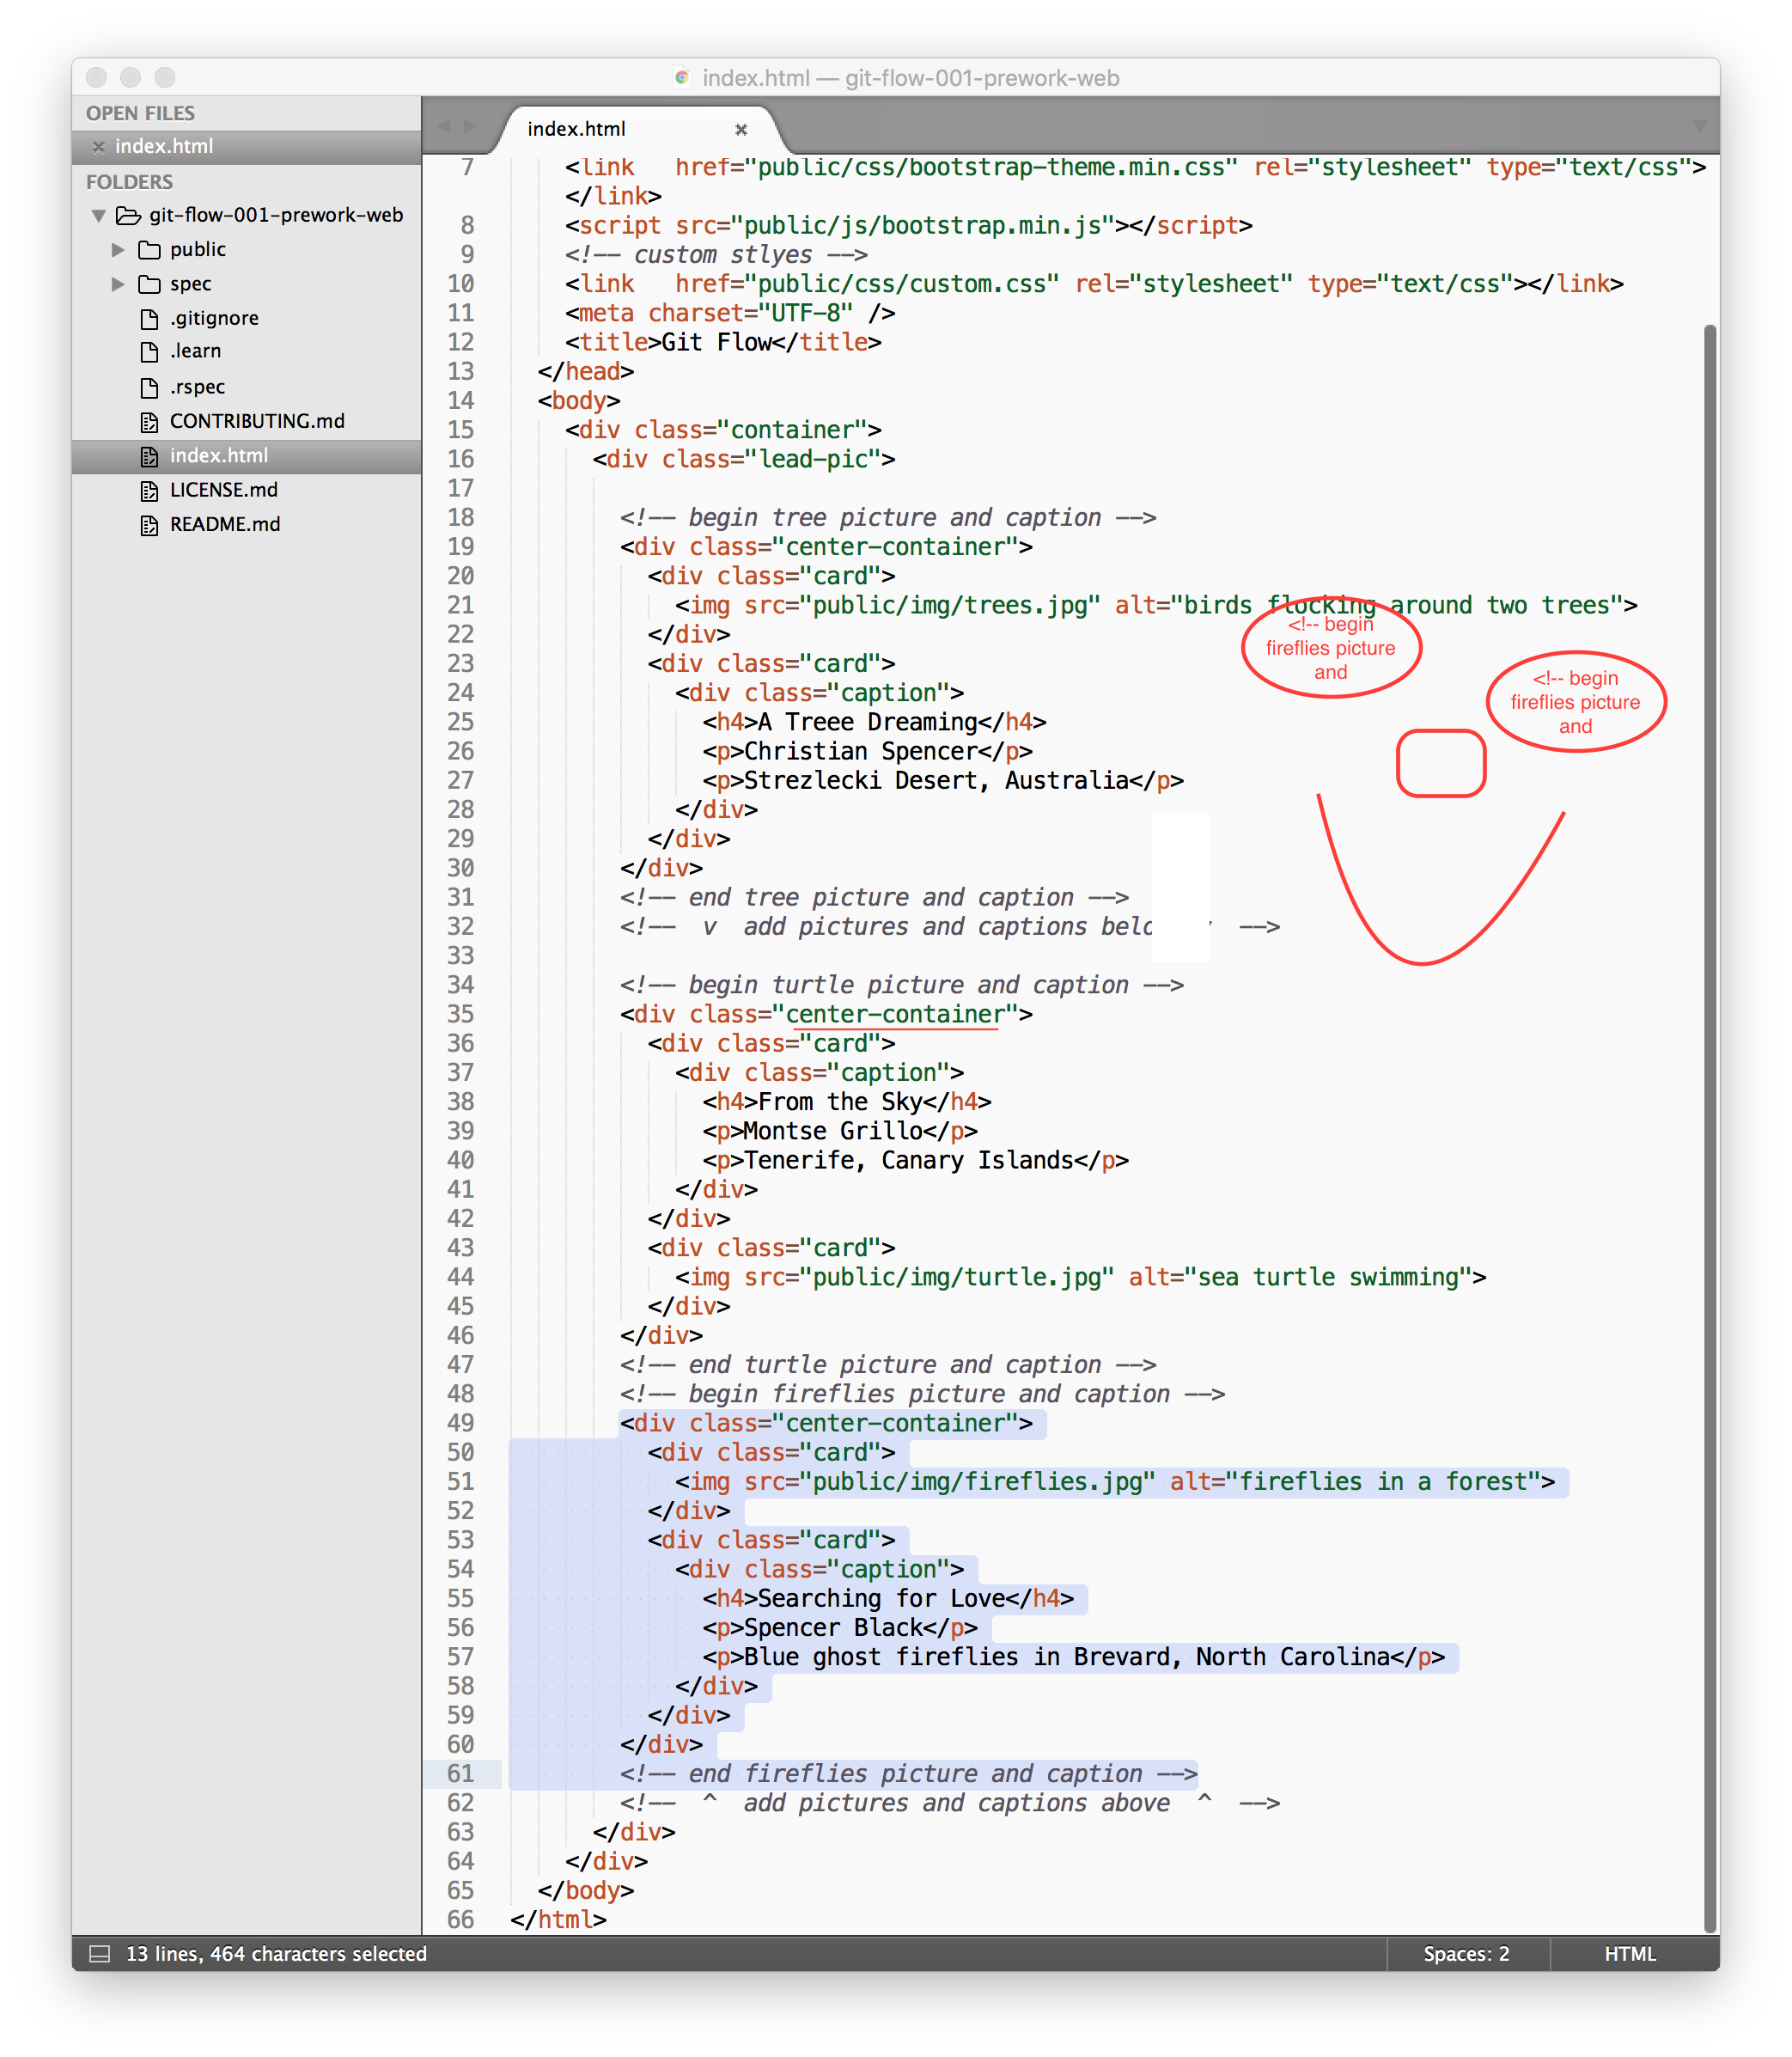 index.html — git-flow-001-prework-web
OPEN FILES
index.html
FOLDERS
git-flow-001-prework-web
public
spec
.gitignore
.learn
.rspec
CONTRIBUTING.md
index.html
LICENSE.md
README.md
index.html
7 <link   href="public/css/bootstrap-theme.min.css" rel="stylesheet" type="text/css">
</link>
8 <script src="public/js/bootstrap.min.js"></script>
9 <!-- custom stlyes -->
10 <link   href="public/css/custom.css" rel="stylesheet" type="text/css"></link>
11 <meta charset="UTF-8" />
12 <title>Git Flow</title>
13 </head>
14 <body>
15 <div class="container">
16 <div class="lead-pic">
17
18 <!-- begin tree picture and caption -->
19 <div class="center-container">
20 <div class="card">
21 <img src="public/img/trees.jpg" alt="birds flocking around two trees">
22 </div>
23 <div class="card">
24 <div class="caption">
25 <h4>A Treee Dreaming</h4>
26 <p>Christian Spencer</p>
27 <p>Strezlecki Desert, Australia</p>
28 </div>
29 </div>
30 </div>
31 <!-- end tree picture and caption -->
32 <!--  v  add pictures and captions -->
33
34 <!-- begin turtle picture and caption -->
35 <div class="center-container">
36 <div class="card">
37 <div class="caption">
38 <h4>From the Sky</h4>
39 <p>Montse Grillo</p>
40 <p>Tenerife, Canary Islands</p>
41 </div>
42 </div>
43 <div class="card">
44 <img src="public/img/turtle.jpg" alt="sea turtle swimming">
45 </div>
46 </div>
47 <!-- end turtle picture and caption -->
48 <!-- begin fireflies picture and caption -->
49 <div class="center-container">
50 <div class="card">
51 <img src="public/img/fireflies.jpg" alt="fireflies in a forest">
52 </div>
53 <div class="card">
54 <div class="caption">
55 <h4>Searching for Love</h4>
56 <p>Spencer Black</p>
57 <p>Blue ghost fireflies in Brevard, North Carolina</p>
58 </div>
59 </div>
60 </div>
61 <!-- end fireflies picture and caption -->
62 <!--  ^  add pictures and captions above  ^  -->
63 </div>
64 </div>
65 </body>
66 </html>
<!-- begin
fireflies picture
and
<!-- begin
fireflies picture
and
13 lines, 464 characters selected
Spaces: 2
HTML